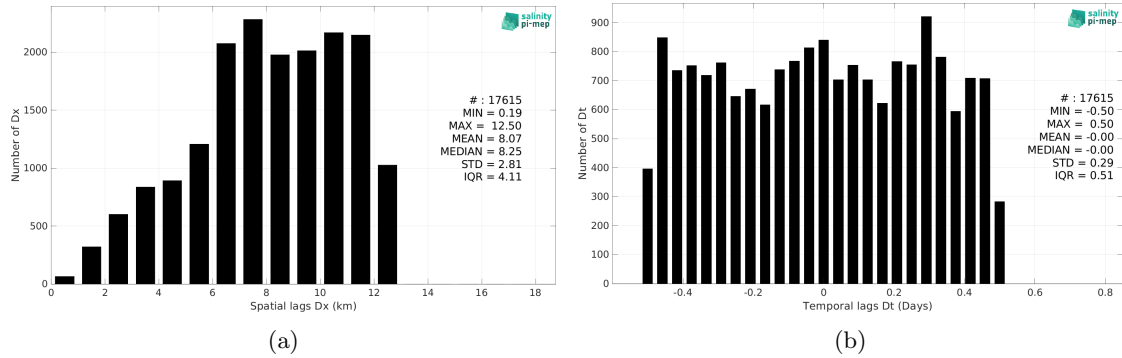 salinity
pi-mep
Number of Dx
2000
1500
1000
500
0
# : 17615
MIN = 0.19
MAX = 12.50
MEAN = 8.07
MEDIAN = 8.25
STD = 2.81
IQR = 4.11
0 2 4 6 8 10 12 14 16 18
Spatial lags Dx (km)
(a)
salinity
pi-mep
Number of Dt
900
800
700
600
500
400
300
200
100
0
# : 17615
MIN = -0.50
MAX = 0.50
MEAN = -0.00
MEDIAN = -0.00
STD = 0.29
IQR = 0.51
-0.4 -0.2 0 0.2 0.4 0.6 0.8
Temporal lags Dt (Days)
(b)